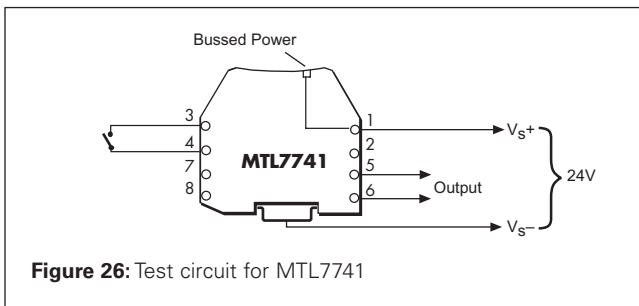 Bussed Power
3
4
7
8
MTL7741
1
2
5
6
Vs+
Output
24V
Vs–
Figure 26: Test circuit for MTL7741